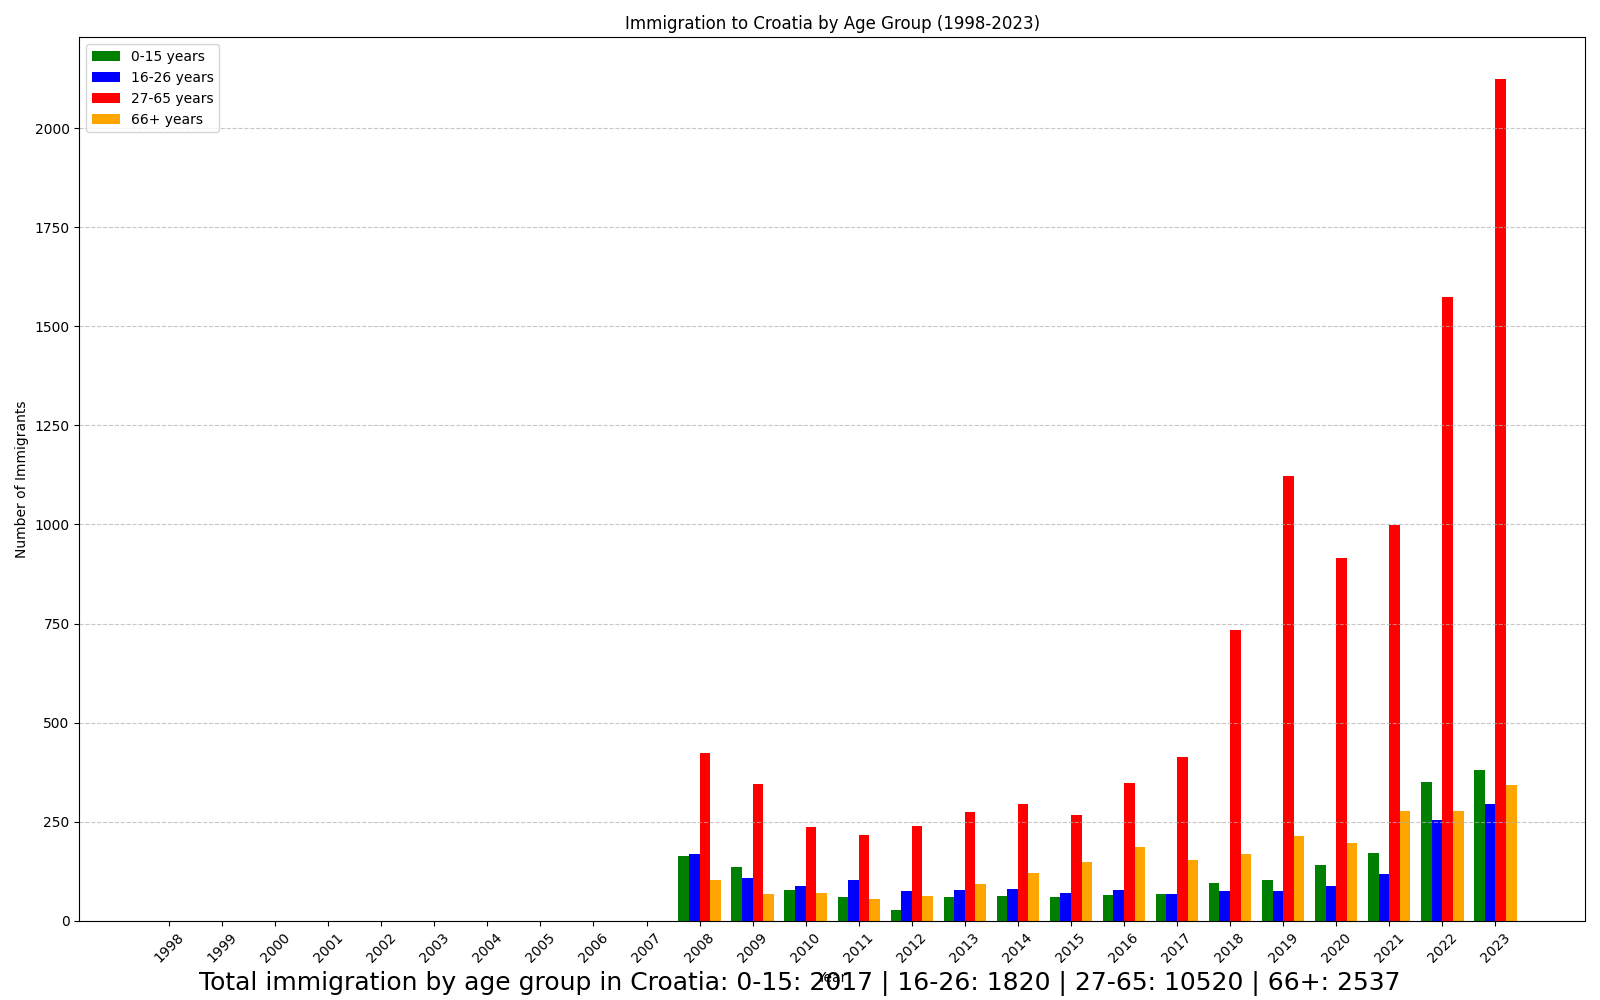 Immigration to Croatia by Age Group (1998-2023)
0-15 years
16-26 years
27-65 years
66+ years
Number of Immigrants
2000
1750
1500
1250
1000
750
500
250
0
1998 1999 2000 2001 2002 2003 2004 2005 2006 2007 2008 2009 2010 2011 2012 2013 2014 2015 2016 2017 2018 2019 2020 2021 2022 2023
Year
Total immigration by age group in Croatia: 0-15: 2017 | 16-26: 1820 | 27-65: 10520 | 66+: 2537